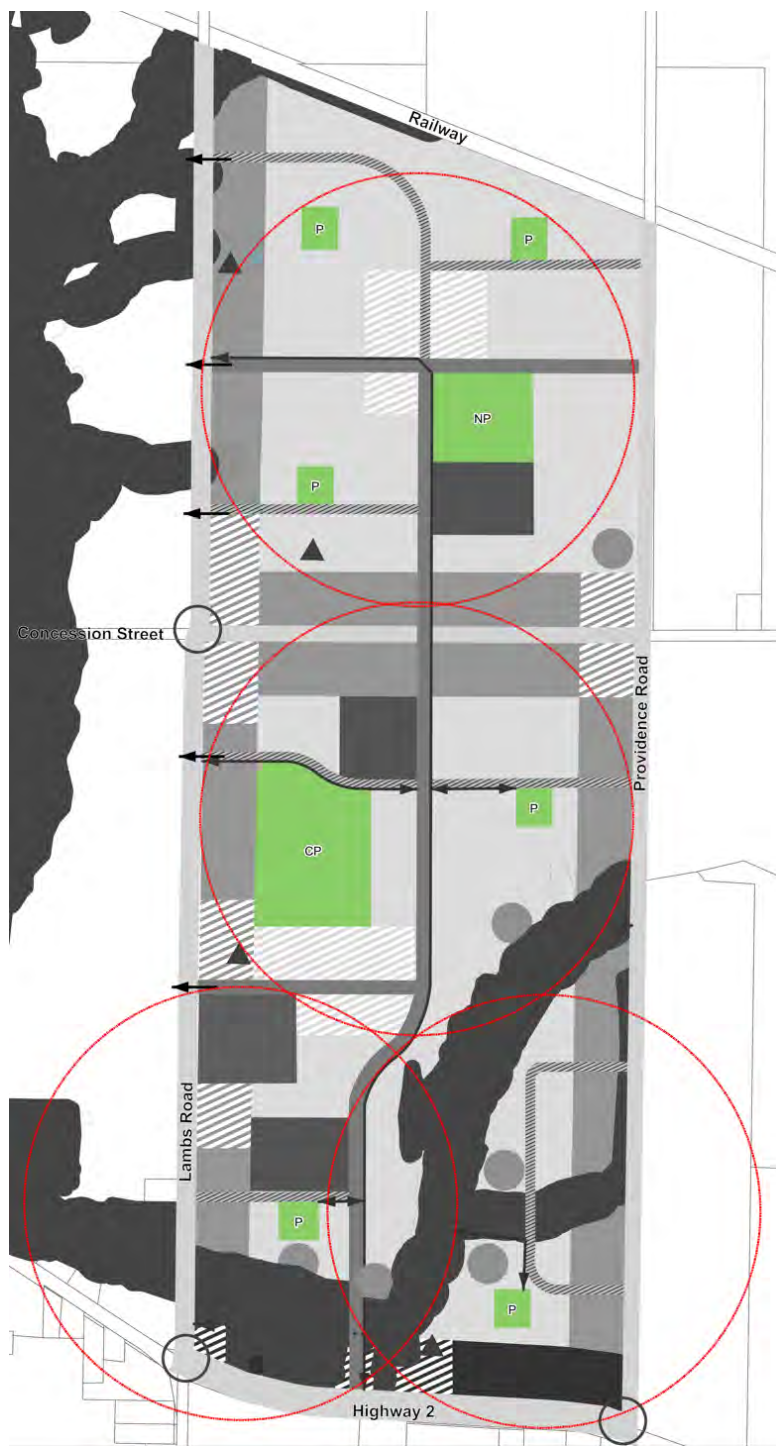 Railway
P
P
NP
P
Concession Street
Providence Road
P
CP
Lambs Road
P
P
Highway 2